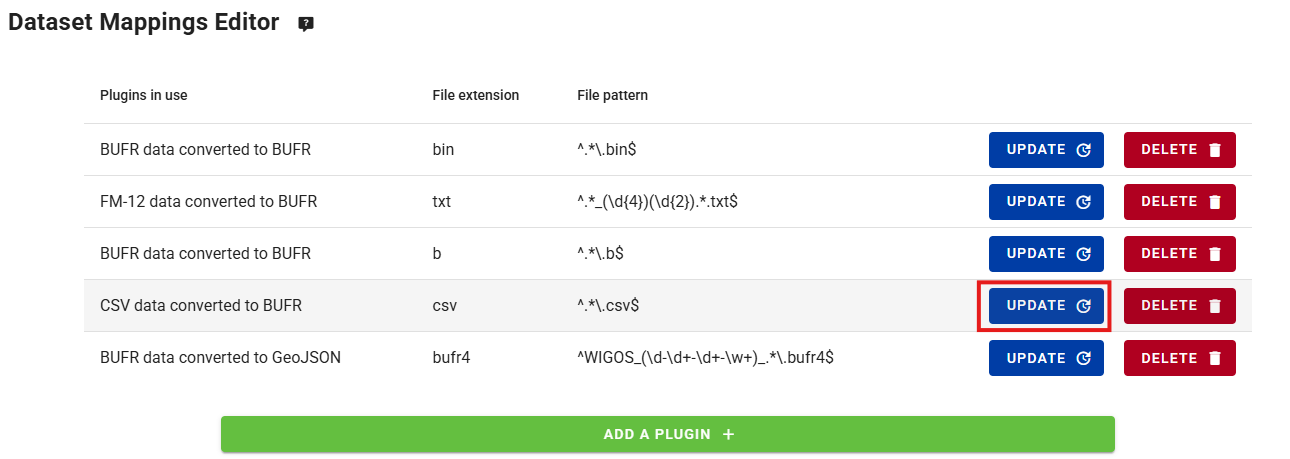 Dataset Mappings Editor ?
Plugins in use File extension File pattern
BUFR data converted to BUFR bin ^.*\.bin$ UPDATE DELETE
FM-12 data converted to BUFR txt ^.*_(\d{4})(\d{2}).*.txt$ UPDATE DELETE
BUFR data converted to BUFR b ^.*\.b$ UPDATE DELETE
CSV data converted to BUFR csv ^.*\.csv$ UPDATE DELETE
BUFR data converted to GeoJSON bufr4 ^WIGOS_(\d-\d+-\d+-\w+)_.*\.bufr4$ UPDATE DELETE
ADD A PLUGIN +